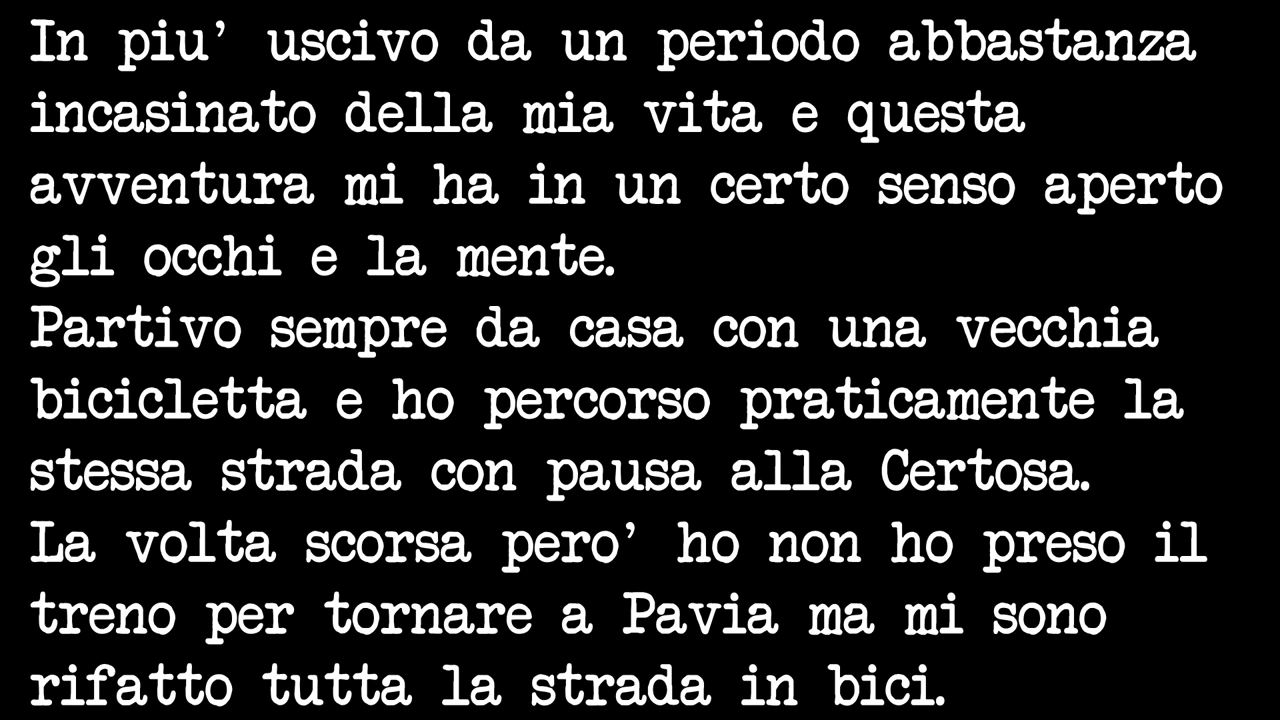 In piu' uscivo da un periodo abbastanza
incasinato della mia vita e questa
avventura mi ha in un certo senso aperto
gli occhi e la mente.
Partivo sempre da casa con una vecchia
bicicletta e ho percorso praticamente la
stessa strada con pausa alla Certosa.
La volta scorsa pero' ho non ho preso il
treno per tornare a Pavia ma mi sono
rifatto tutta la strada in bici.